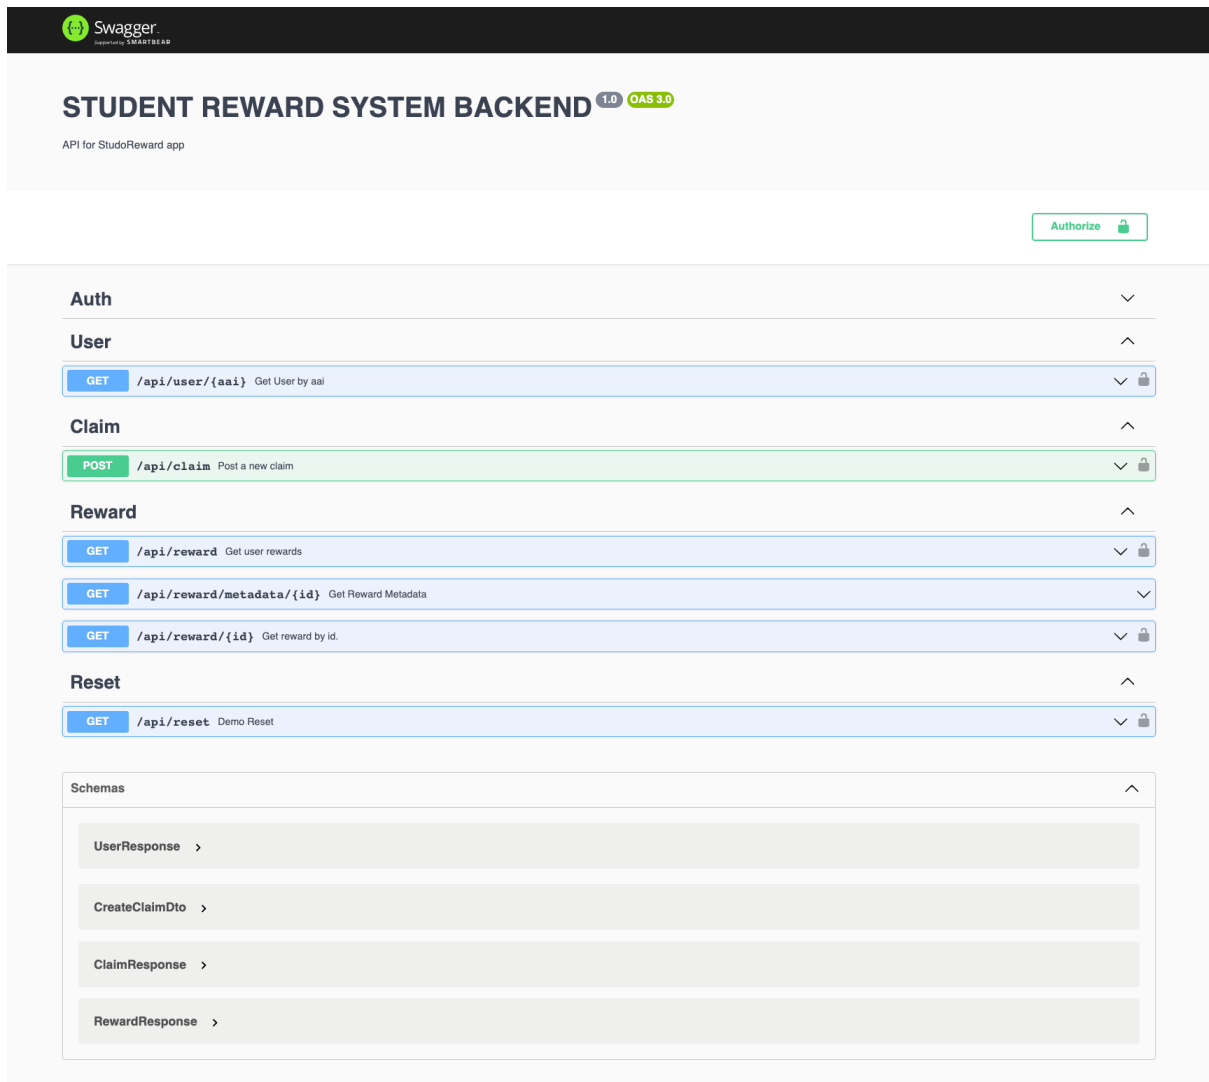 Swagger.
Supported by SMARTBEAR
STUDENT REWARD SYSTEM BACKEND 1.0 OAS 3.0
API for StudoReward app
Authorize
Auth
User
GET /api/user/{aai} Get User by aai
Claim
POST /api/claim Post a new claim
Reward
GET /api/reward Get user rewards
GET /api/reward/metadata/{id} Get Reward Metadata
GET /api/reward/{id} Get reward by id.
Reset
GET /api/reset Demo Reset
Schemas
UserResponse
CreateClaimDto
ClaimResponse
RewardResponse